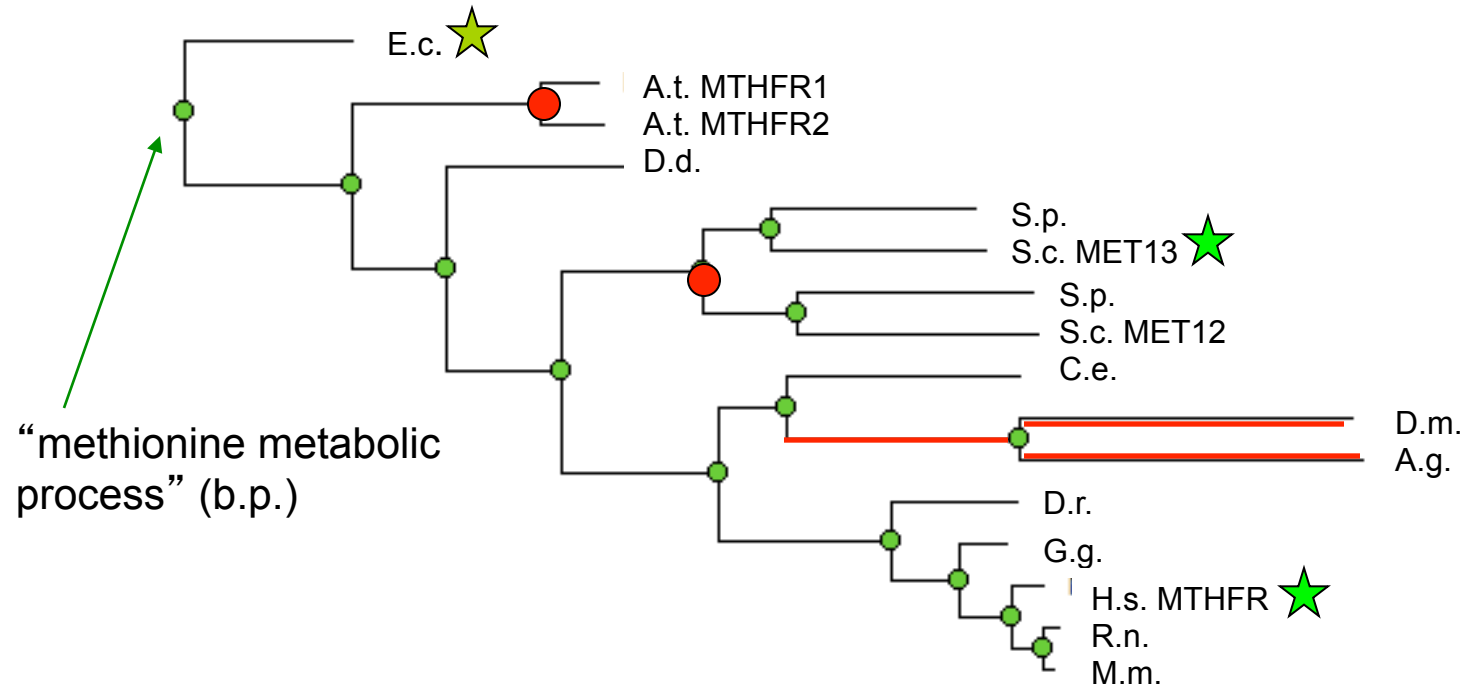 E.c.
A.t. MTHFR1
A.t. MTHFR2
D.d.
S.p.
S.c. MET13
S.p.
S.c. MET12
C.e.
D.m.
A.g.
“methionine metabolic
process” (b.p.)
D.r.
G.g.
H.s. MTHFR
R.n.
M.m.